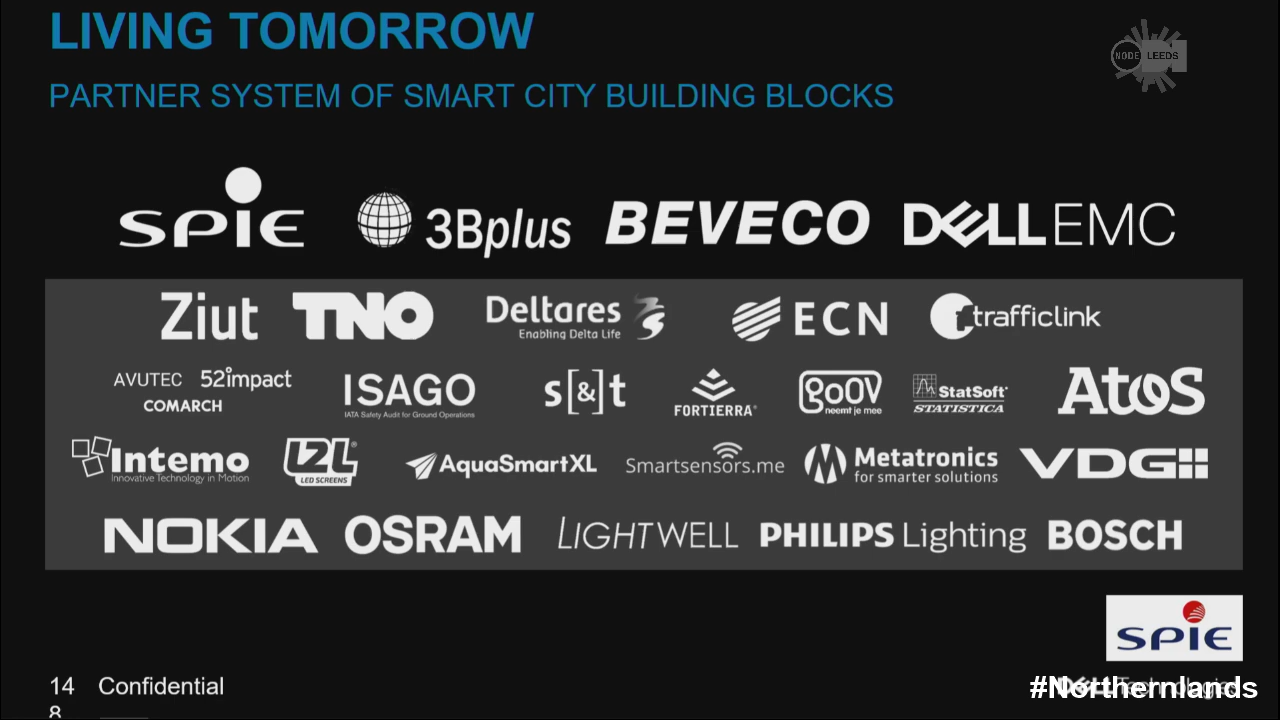 LIVING TOMORROW
NODE LEEDS
PARTNER SYSTEM OF SMART CITY BUILDING BLOCKS
SPIE 3Bplus BEVECO DELLEMC
Ziut TNO Deltares ECN trafficlink
Enabling Delta Life
AVUTEC 52impact ISAGO s[&]t FORTIERRA® goov StatSoft® Atos
COMARCH IATA Safety Audit for Ground Operations neemt je mee STATISTICA
Intemo L2L® AquaSmartXL Smartsensors.me Metatronics VDG
Innovative Technology in Motion LED SCREENS for smarter solutions
NOKIA OSRAM LIGHTWELL PHILIPS Lighting BOSCH
SPIE
14 Confidential #Northernlands
8